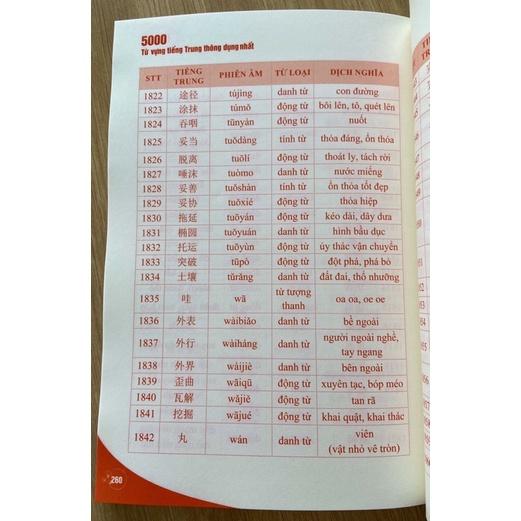 5000
Từ vựng tiếng Trung thông dụng nhất
STT TIẾNG TRUNG PHIÊN ÂM TỪ LOẠI DỊCH NGHĨA
1822 途径 tújìng danh từ con đường
1823 涂抹 túmǒ động từ bôi lên, tô, quét lên
1824 吞咽 tūnyàn động từ nuốt
1825 妥当 tuǒdàng tính từ thỏa đáng, ổn thỏa
1826 脱离 tuōlí động từ thoát ly, tách rời
1827 唾沫 tuòmo danh từ nước miếng
1828 妥善 tuǒshàn tính từ ổn thỏa tốt đẹp
1829 妥协 tuǒxié động từ thỏa hiệp
1830 拖延 tuōyán động từ kéo dài, dây dưa
1831 椭圆 tuǒyuán danh từ hình bầu dục
1832 托运 tuōyùn động từ ủy thác vận chuyển
1833 突破 tūpò động từ đột phá, phá bỏ
1834 土壤 tǔrǎng danh từ đất đai, thổ nhưỡng
1835 哇 wā từ tượng thanh oa oa, oe oe
1836 外表 wàibiǎo danh từ bề ngoài
1837 外行 wàiháng danh từ người ngoài nghề, tay ngang
1838 外界 wàijiè danh từ bên ngoài
1839 歪曲 wāiqū động từ xuyên tạc, bóp méo
1840 瓦解 wǎjiě động từ tan rã
1841 挖掘 wājué động từ khai quật, khai thác
1842 丸 wán danh từ viên (vật nhỏ vê tròn)
260